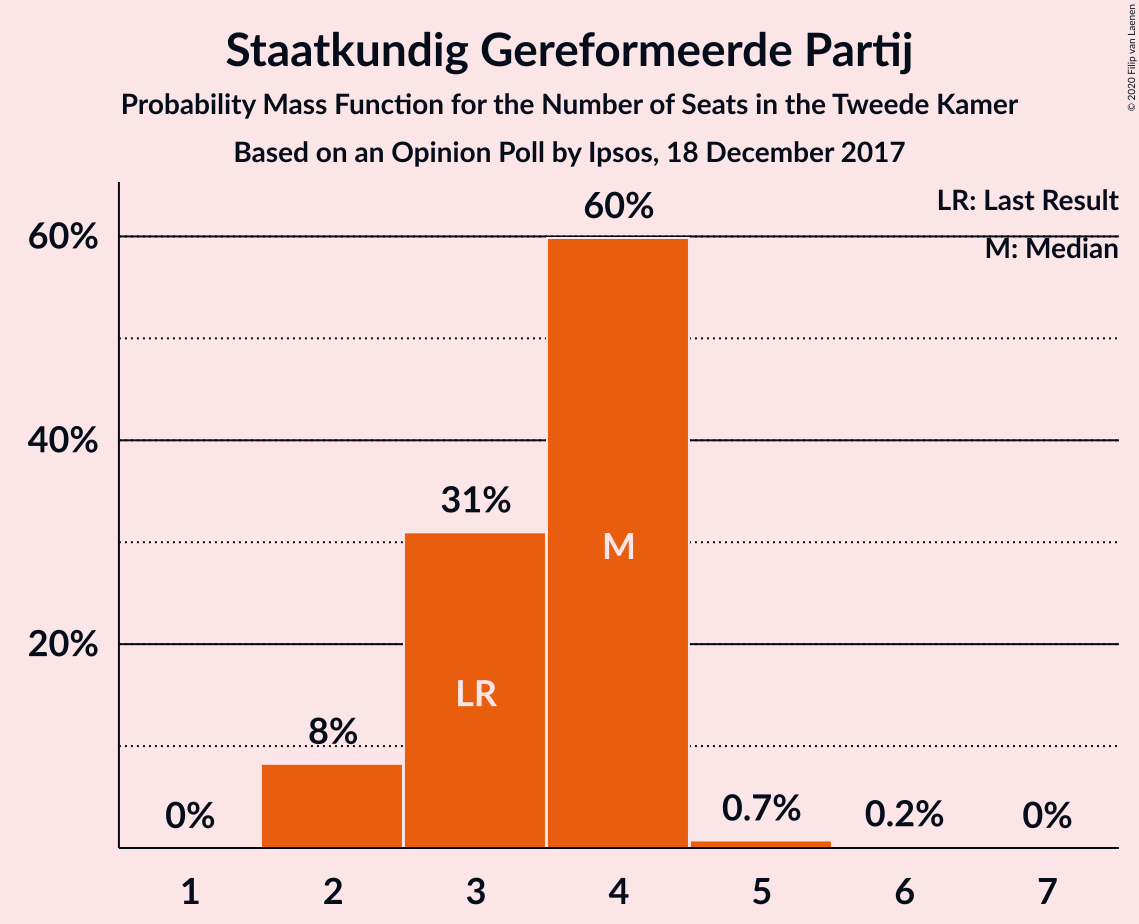 Staatkundig Gereformeerde Partij
Probability Mass Function for the Number of Seats in the Tweede Kamer
Based on an Opinion Poll by Ipsos, 18 December 2017
© 2020 Filip van Laenen
LR: Last Result
M: Median
60%
40%
20%
0%
8%
31%
60%
0.7%
0.2%
0%
LR
M
1 2 3 4 5 6 7